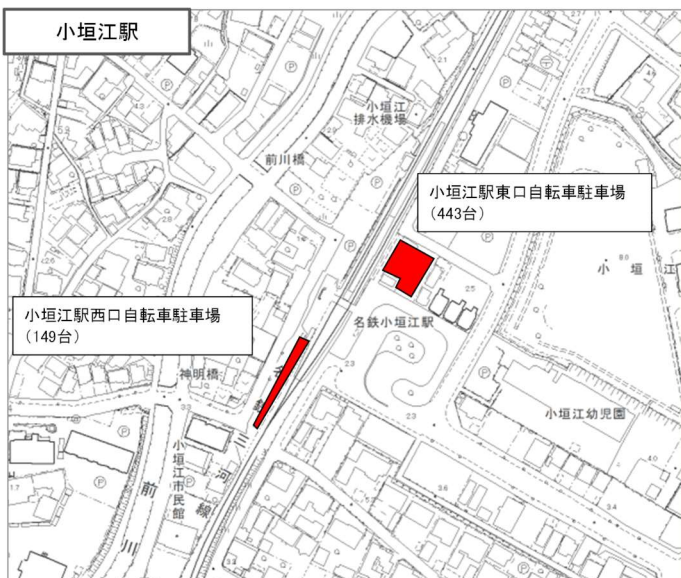 小垣江駅
小垣江
排水機場
前川橋
小垣江駅東口自転車駐車場
(443台)
小垣江
小垣江駅西口自転車駐車場
(149台)
名鉄小垣江駅
神明橋
小垣江幼児園
小垣江市民館
前川
三河線